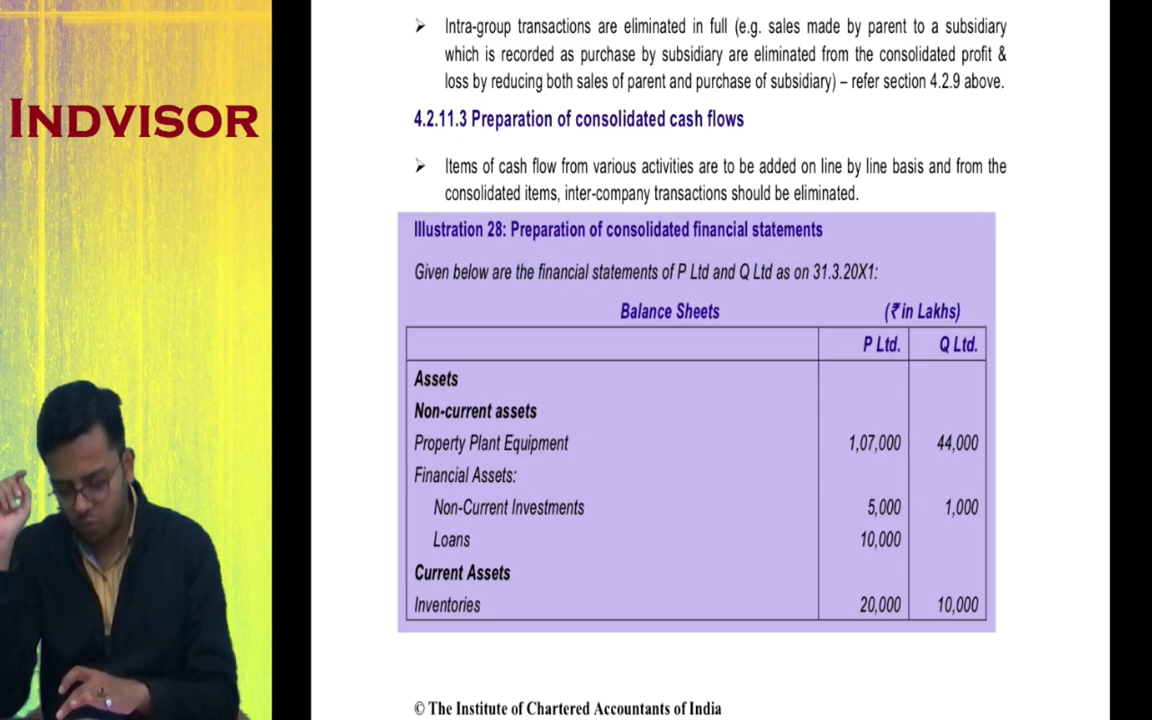 INDVISOR
➢ Intra-group transactions are eliminated in full (e.g. sales made by parent to a subsidiary
which is recorded as purchase by subsidiary are eliminated from the consolidated profit &
loss by reducing both sales of parent and purchase of subsidiary) – refer section 4.2.9 above.
4.2.11.3 Preparation of consolidated cash flows
➢ Items of cash flow from various activities are to be added on line by line basis and from the
consolidated items, inter-company transactions should be eliminated.
Illustration 28: Preparation of consolidated financial statements
Given below are the financial statements of P Ltd and Q Ltd as on 31.3.20X1:
Balance Sheets (₹ in Lakhs)
P Ltd. Q Ltd.
Assets
Non-current assets
Property Plant Equipment 1,07,000 44,000
Financial Assets:
Non-Current Investments 5,000 1,000
Loans 10,000
Current Assets
Inventories 20,000 10,000
© The Institute of Chartered Accountants of India